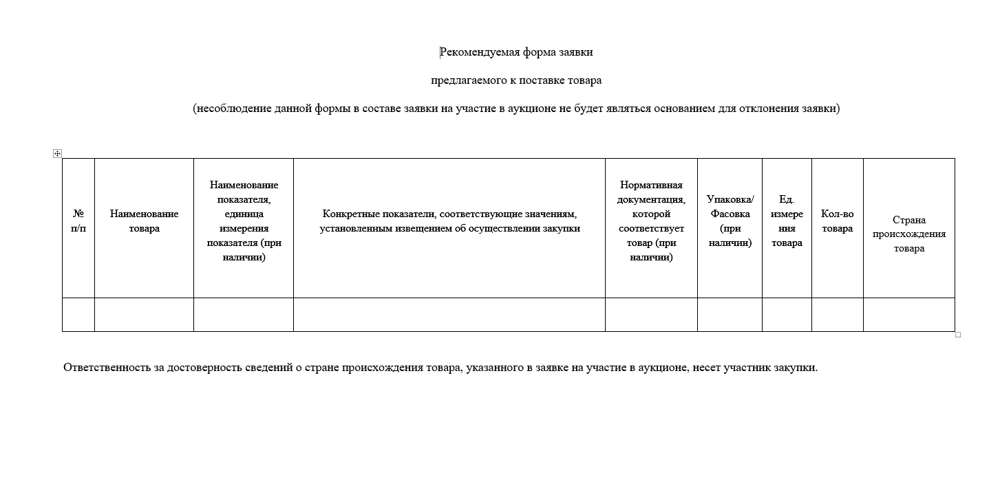 Рекомендуемая форма заявки
предлагаемого к поставке товара
(несоблюдение данной формы в составе заявки на участие в аукционе не будет являться основанием для отклонения заявки)
№
п/п
Наименование
товара
Наименование
показателя,
единица
измерения
показателя (при
наличии)
Конкретные показатели, соответствующие значениям,
установленным извещением об осуществлении закупки
Нормативная
документация,
которой
соответствует
товар (при
наличии)
Упаковка/
Фасовка
(при
наличии)
Ед.
измере
ния
товара
Кол-во
товара
Страна
происхождения
товара
Ответственность за достоверность сведений о стране происхождения товара, указанного в заявке на участие в аукционе, несет участник закупки.